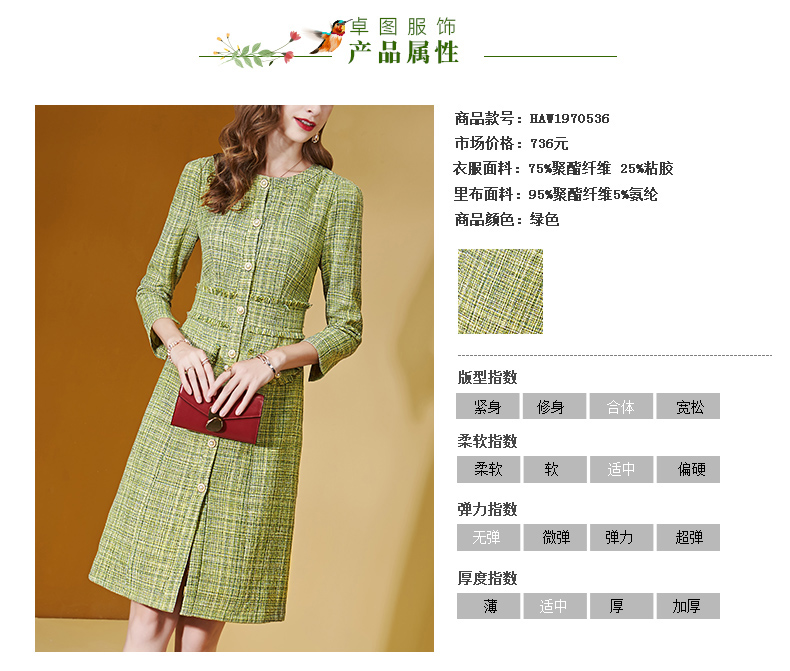 卓图服饰
产品属性
商品款号：HAW1970536
市场价格：736元
衣服面料：75%聚酯纤维 25%粘胶
里布面料：95%聚酯纤维5%氨纶
商品颜色：绿色
版型指数
紧身 修身 合体 宽松
柔软指数
柔软 软 适中 偏硬
弹力指数
无弹 微弹 弹力 超弹
厚度指数
薄 适中 厚 加厚